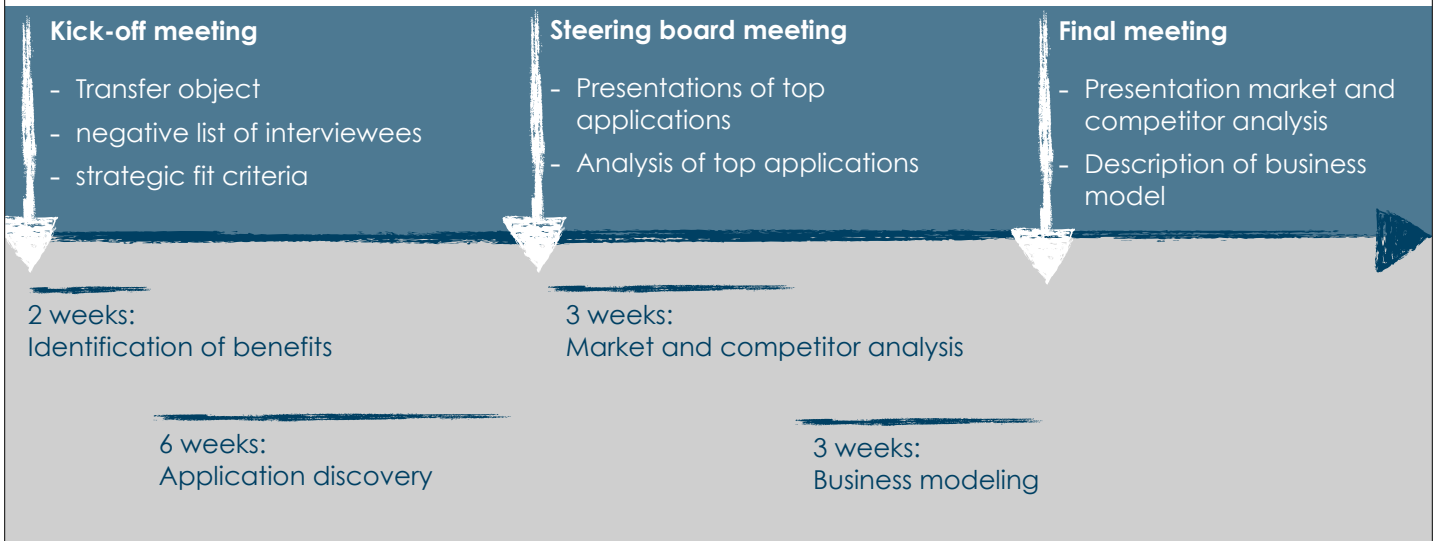 Kick-off meeting
- Transfer object
- negative list of interviewees
- strategic fit criteria
Steering board meeting
- Presentations of top
applications
- Analysis of top applications
Final meeting
- Presentation market and
competitor analysis
- Description of business
model
2 weeks:
Identification of benefits
6 weeks:
Application discovery
3 weeks:
Market and competitor analysis
3 weeks:
Business modeling